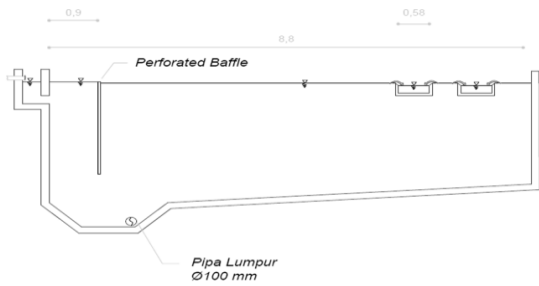 0,9
0,58
8,8
Perforated Baffle
Pipa Lumpur
Ø100 mm